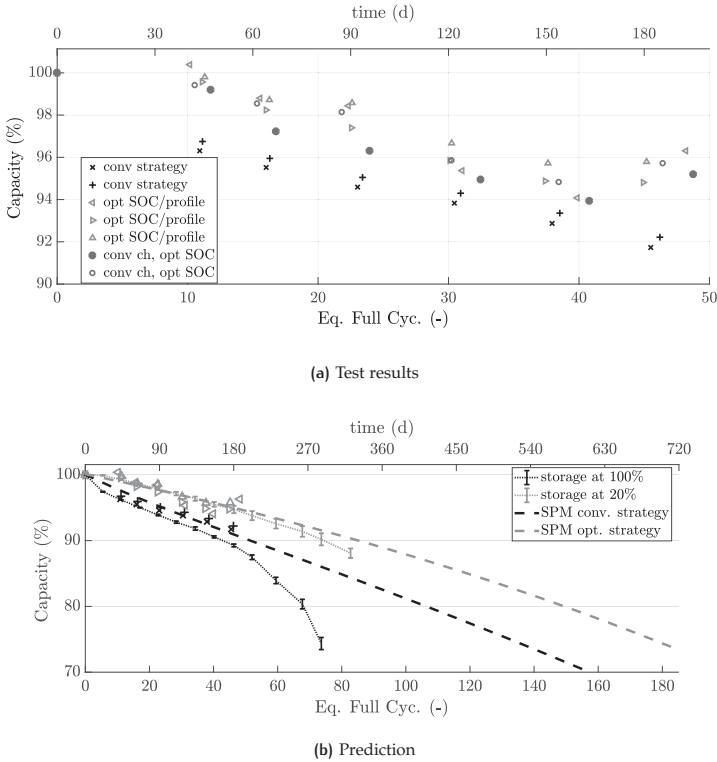 time (d)
0 30 60 90 120 150 180
100
98
96
94
92
90
Capacity (%)
conv strategy
conv strategy
opt SOC/profile
opt SOC/profile
opt SOC/profile
conv ch, opt SOC
conv ch, opt SOC
0 10 20 30 40 50
Eq. Full Cyc. (-)
(a) Test results
time (d)
0 90 180 270 360 450 540 630 720
100
90
80
70
Capacity (%)
storage at 100%
storage at 20%
SPM conv. strategy
SPM opt. strategy
0 20 40 60 80 100 120 140 160 180
Eq. Full Cyc. (-)
(b) Prediction